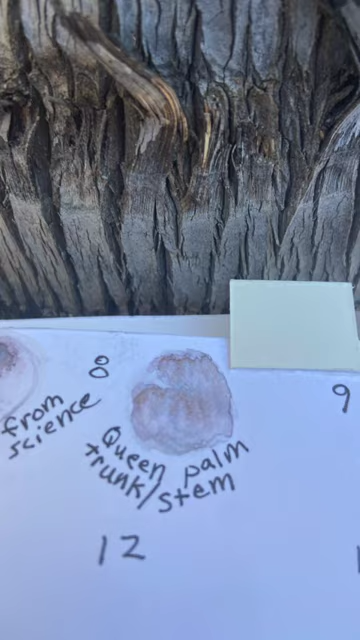 8
9
from
science
Queen palm
trunk/stem
12